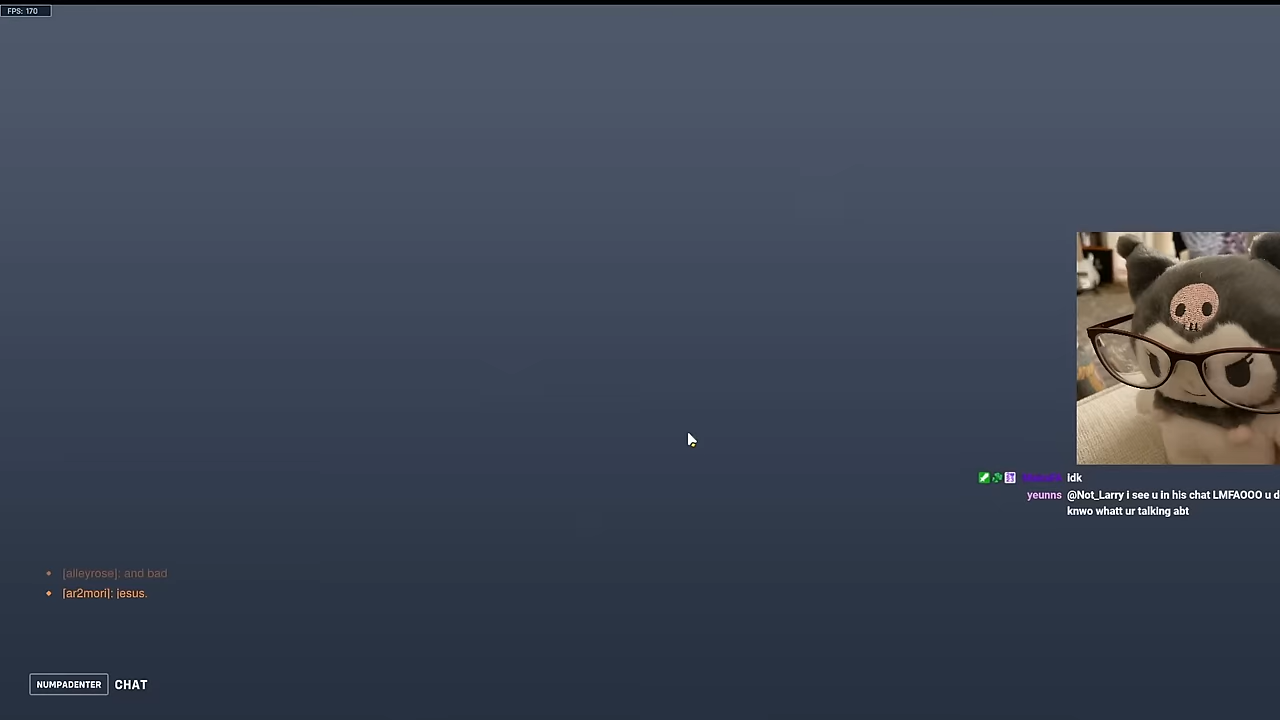 FPS: 170
idk
yeunns @Not_Larry i see u in his chat LMFAOOO u d
knwo whatt ur talking abt
[alleyrose]: and bad
[ar2mori]: jesus.
NUMPADENTER CHAT